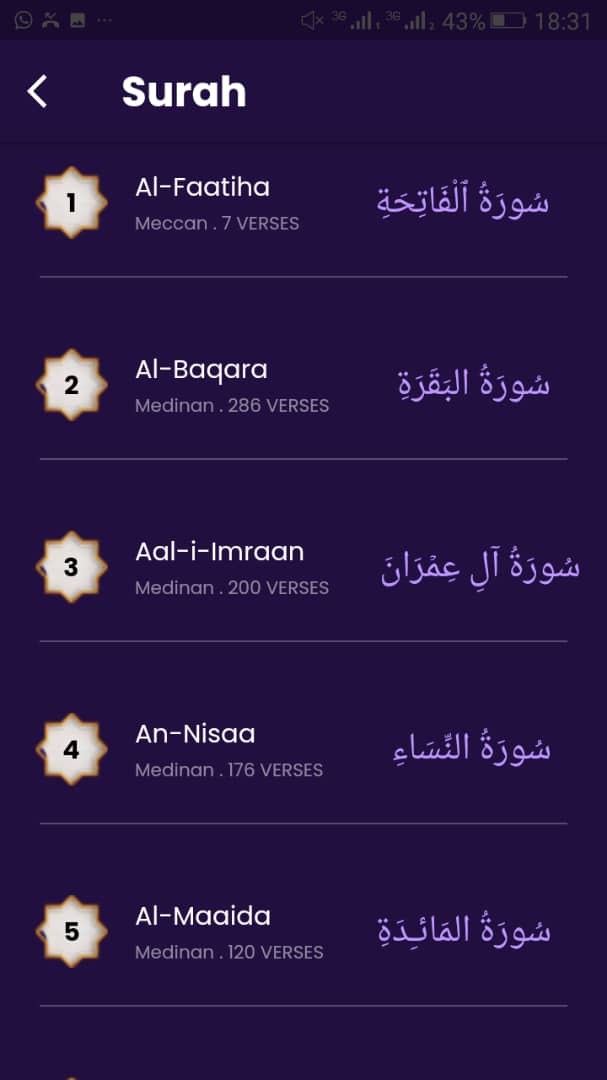 3G 1 3G 2 43% 18:31
Surah
1 Al-Faatiha سُورَةُ ٱلْفَاتِحَةِ
Meccan . 7 VERSES
2 Al-Baqara سُورَةُ البَقَرَةِ
Medinan . 286 VERSES
3 Aal-i-Imraan سُورَةُ آلِ عِمۡرَانَ
Medinan . 200 VERSES
4 An-Nisaa سُورَةُ النِّسَاءِ
Medinan . 176 VERSES
5 Al-Maaida سُورَةُ المَائـِدَةِ
Medinan . 120 VERSES